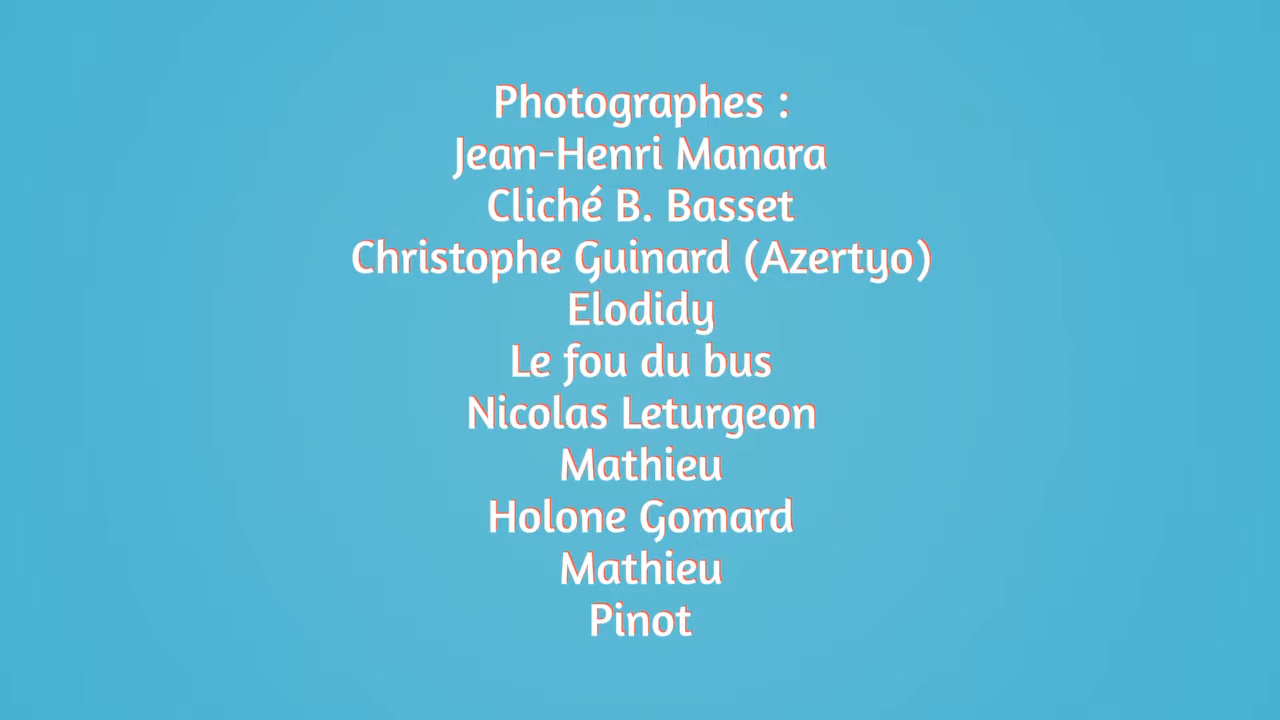 Photographes :
Jean-Henri Manara
Cliché B. Basset
Christophe Guinard (Azertyo)
Elodidy
Le fou du bus
Nicolas Leturgeon
Mathieu
Holone Gomard
Mathieu
Pinot